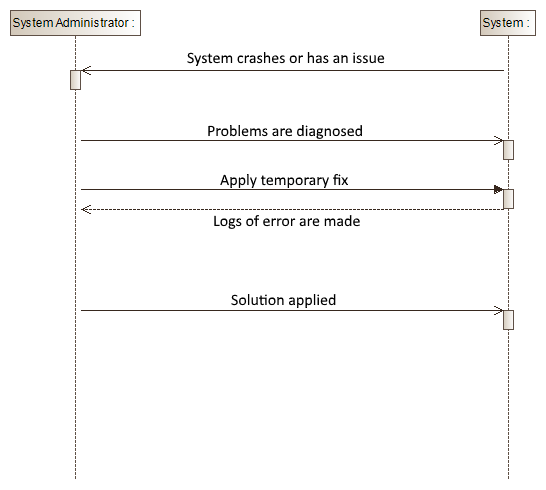 System Administrator :
System :
System crashes or has an issue
Problems are diagnosed
Apply temporary fix
Logs of error are made
Solution applied